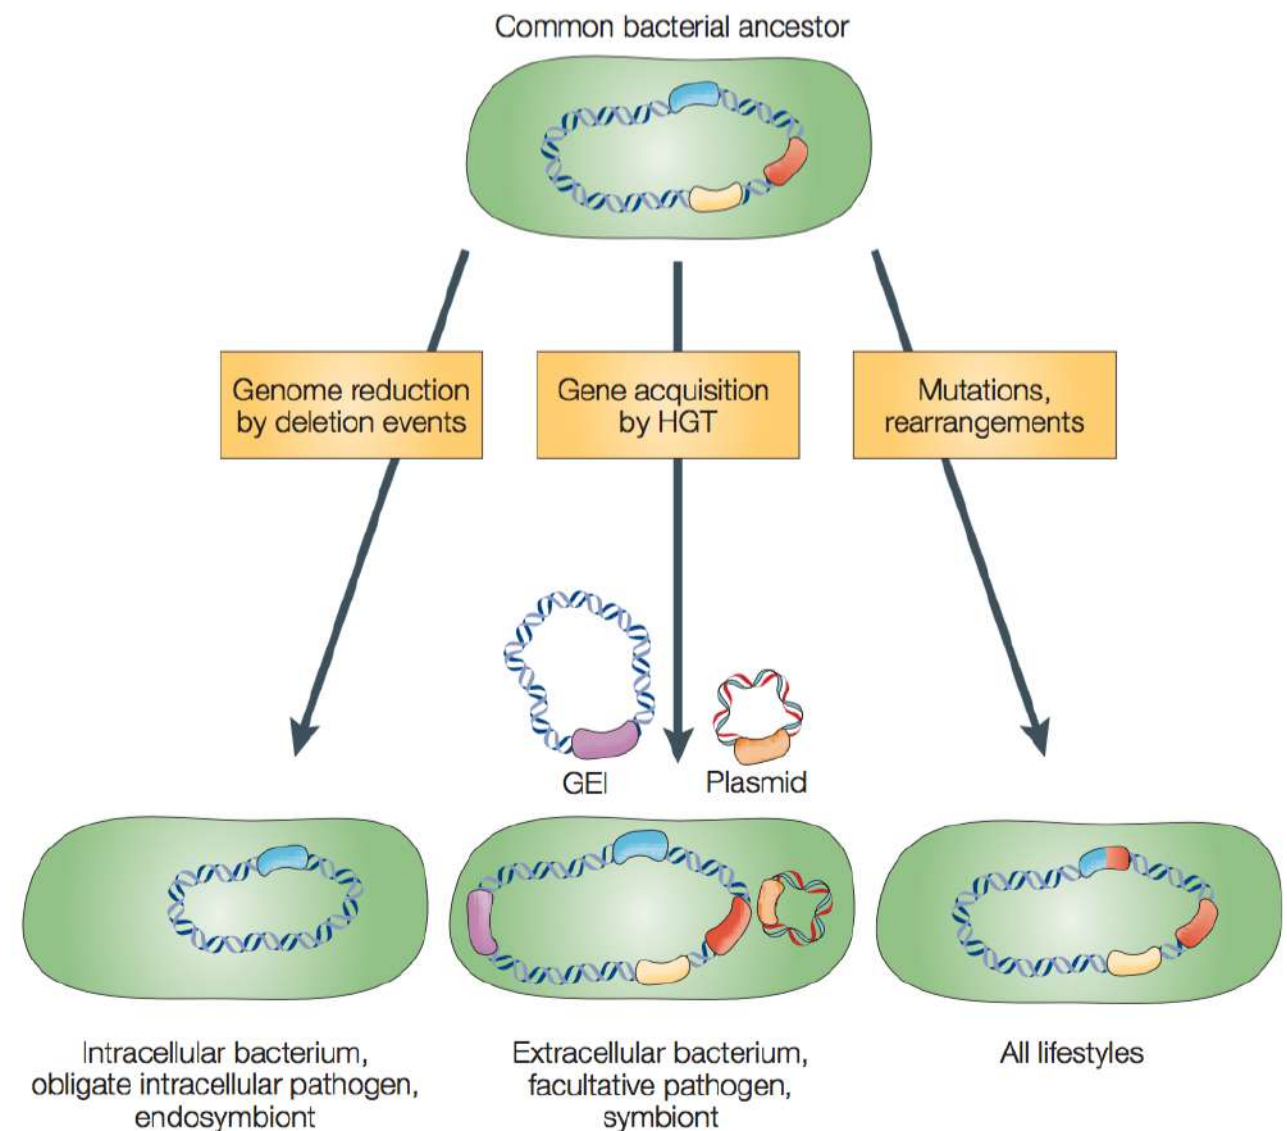 Common bacterial ancestor
Genome reduction
by deletion events
Gene acquisition
by HGT
Mutations,
rearrangements
GEI
Plasmid
Intracellular bacterium,
obligate intracellular pathogen,
endosymbiont
Extracellular bacterium,
facultative pathogen,
symbiont
All lifestyles